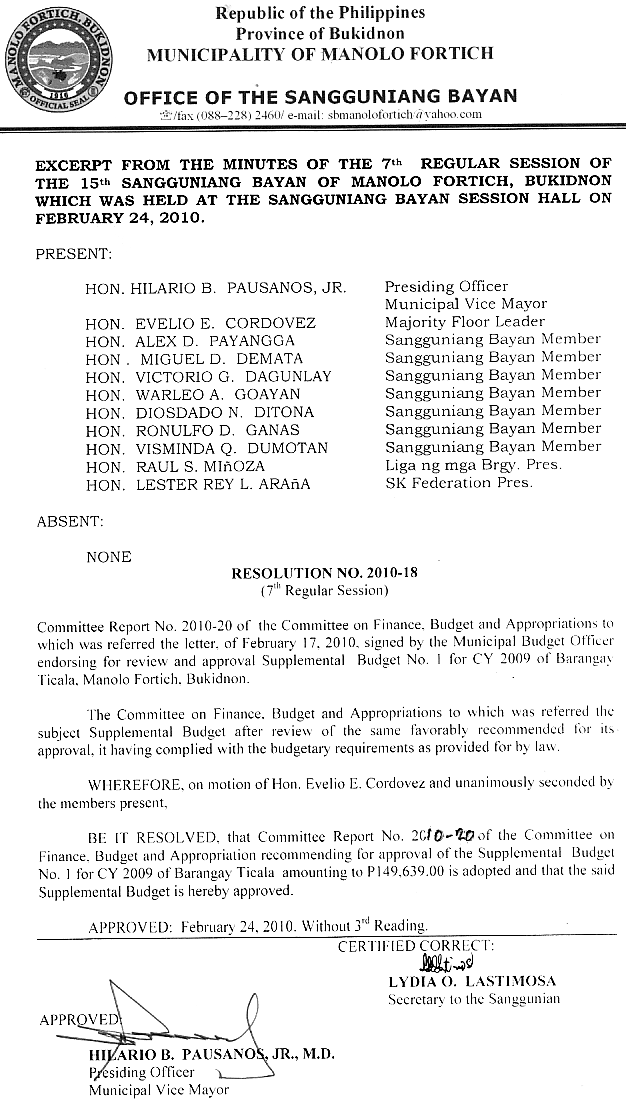 Republic of the Philippines
Province of Bukidnon
MUNICIPALITY OF MANOLO FORTICH
MANOLO FORTICH, BUKIDNON
1916
OFFICIAL SEAL
OFFICE OF THE SANGGUNIANG BAYAN
☏/fax (088–228) 2460/ e-mail: sbmanolofortich@yahoo.com
EXCERPT FROM THE MINUTES OF THE 7th REGULAR SESSION OF
THE 15th SANGGUNIANG BAYAN OF MANOLO FORTICH, BUKIDNON
WHICH WAS HELD AT THE SANGGUNIANG BAYAN SESSION HALL ON
FEBRUARY 24, 2010.
PRESENT:
HON. HILARIO B. PAUSANOS, JR. Presiding Officer
Municipal Vice Mayor
HON. EVELIO E. CORDOVEZ Majority Floor Leader
HON. ALEX D. PAYANGGA Sangguniang Bayan Member
HON . MIGUEL D. DEMATA Sangguniang Bayan Member
HON. VICTORIO G. DAGUNLAY Sangguniang Bayan Member
HON. WARLEO A. GOAYAN Sangguniang Bayan Member
HON. DIOSDADO N. DITONA Sangguniang Bayan Member
HON. RONULFO D. GANAS Sangguniang Bayan Member
HON. VISMINDA Q. DUMOTAN Sangguniang Bayan Member
HON. RAUL S. MIñOZA Liga ng mga Brgy. Pres.
HON. LESTER REY L. ARAñA SK Federation Pres.
ABSENT:
NONE
RESOLUTION NO. 2010-18
(7th Regular Session)
Committee Report No. 2010-20 of the Committee on Finance, Budget and Appropriations to
which was referred the letter, of February 17, 2010, signed by the Municipal Budget Officer
endorsing for review and approval Supplemental Budget No. 1 for CY 2009 of Barangay
Ticala, Manolo Fortich, Bukidnon.
The Committee on Finance, Budget and Appropriations to which was referred the
subject Supplemental Budget after review of the same favorably recommended for its
approval, it having complied with the budgetary requirements as provided for by law.
WHEREFORE, on motion of Hon. Evelio E. Cordovez and unanimously seconded by
the members present,
BE IT RESOLVED, that Committee Report No. 2010-20 of the Committee on
Finance, Budget and Appropriation recommending for approval of the Supplemental Budget
No. 1 for CY 2009 of Barangay Ticala amounting to P149,639.00 is adopted and that the said
Supplemental Budget is hereby approved.
APPROVED: February 24, 2010. Without 3rd Reading.
CERTIFIED CORRECT:
LYDIA O. LASTIMOSA
Secretary to the Sanggunian
APPROVED:
HILARIO B. PAUSANOS, JR., M.D.
Presiding Officer
Municipal Vice Mayor